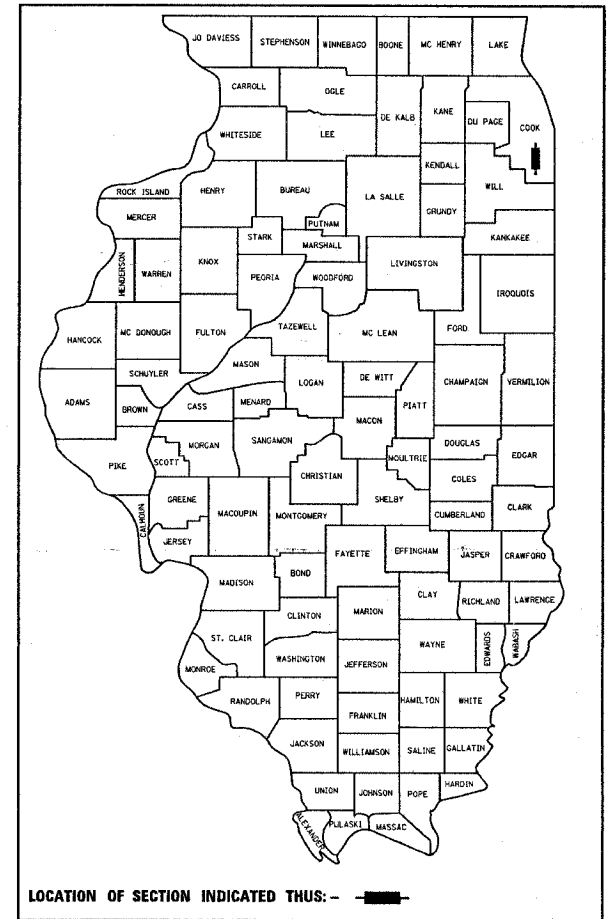 JO DAVIESS STEPHENSON WINNEBAGO BOONE MC HENRY LAKE
CARROLL OGLE DE KALB KANE DU PAGE COOK
WHITESIDE LEE KENDALL WILL
ROCK ISLAND HENRY BUREAU LA SALLE GRUNDY
MERCER PUTNAM KANKAKEE
STARK MARSHALL LIVINGSTON
HENDERSON WARREN KNOX PEORIA WOODFORD IROQUOIS
HANCOCK MC DONOUGH FULTON TAZEWELL MC LEAN FORD
SCHUYLER MASON LOGAN DE WITT CHAMPAIGN VERMILION
ADAMS BROWN CASS MENARD MACON PIATT
PIKE SCOTT MORGAN SANGAMON CHRISTIAN MOULTRIE DOUGLAS EDGAR
COLES
CALHOUN GREENE MACOUPIN MONTGOMERY SHELBY CUMBERLAND CLARK
JERSEY FAYETTE EFFINGHAM JASPER CRAWFORD
MADISON BOND CLAY RICHLAND LAWRENCE
CLINTON MARION
ST. CLAIR WAYNE EDWARDS WABASH
MONROE WASHINGTON JEFFERSON
RANDOLPH PERRY HAMILTON WHITE
FRANKLIN
JACKSON WILLIAMSON SALINE GALLATIN
UNION JOHNSON POPE HARDIN
ALEXANDER PULASKI MASSAC
LOCATION OF SECTION INDICATED THUS: -